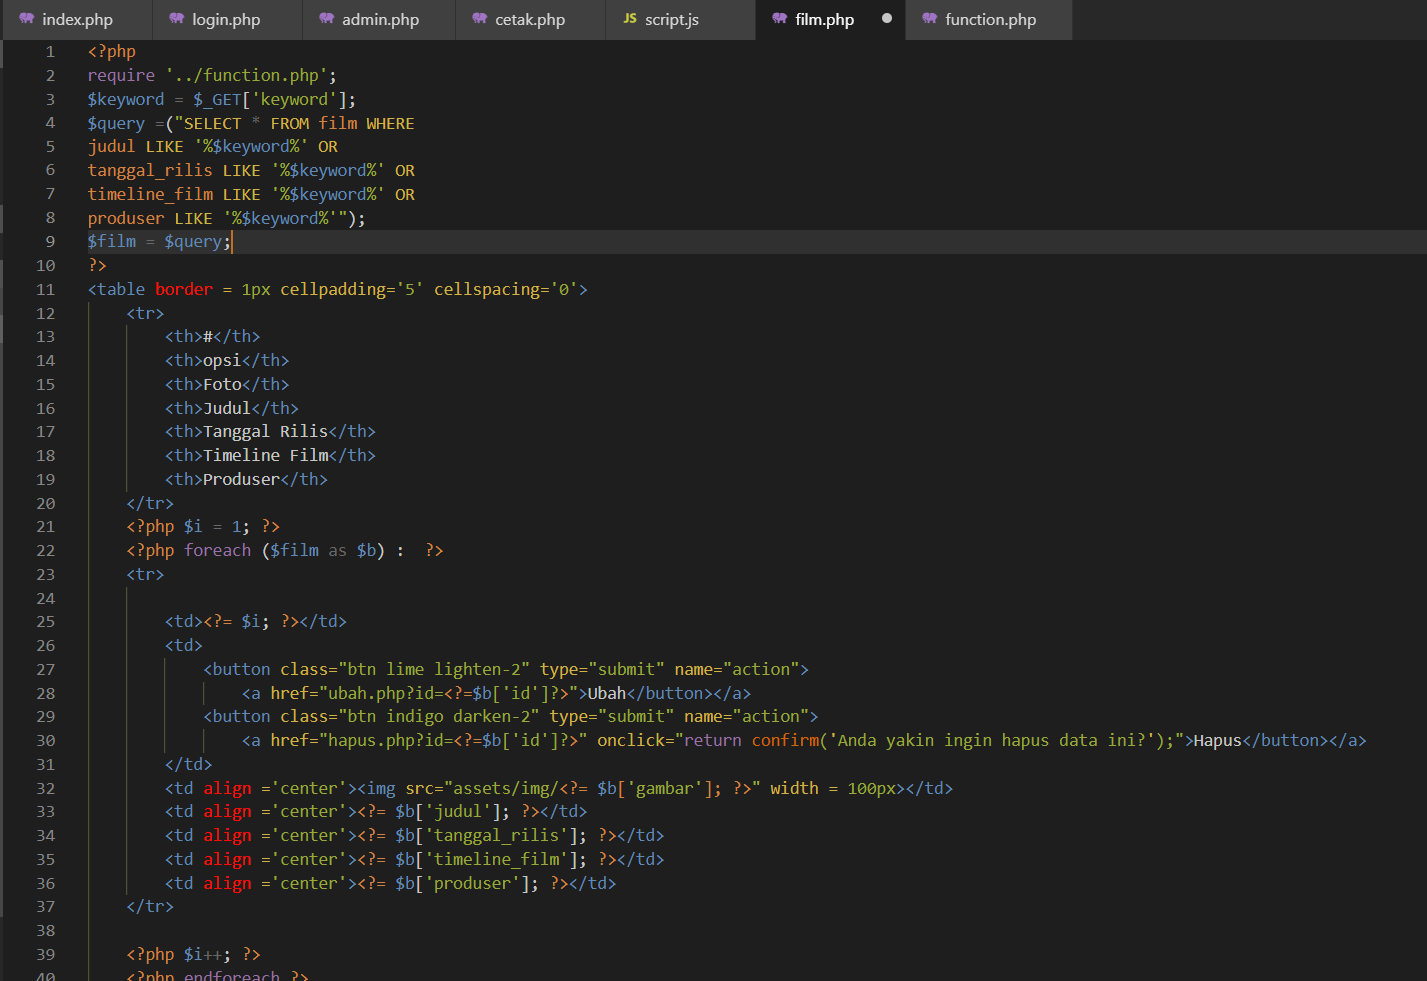 index.php login.php admin.php cetak.php JS script.js film.php function.php
1 <?php
2 require '../function.php';
3 $keyword = $_GET['keyword'];
4 $query =("SELECT * FROM film WHERE
5 judul LIKE '%$keyword%' OR
6 tanggal_rilis LIKE '%$keyword%' OR
7 timeline_film LIKE '%$keyword%' OR
8 produser LIKE '%$keyword%'");
9 $film = $query;
10 ?>
11 <table border = 1px cellpadding='5' cellspacing='0'>
12 <tr>
13 <th>#</th>
14 <th>opsi</th>
15 <th>Foto</th>
16 <th>Judul</th>
17 <th>Tanggal Rilis</th>
18 <th>Timeline Film</th>
19 <th>Produser</th>
20 </tr>
21 <?php $i = 1; ?>
22 <?php foreach ($film as $b) :  ?>
23 <tr>
24
25 <td><?= $i; ?></td>
26 <td>
27 <button class="btn lime lighten-2" type="submit" name="action">
28 <a href="ubah.php?id=<?=$b['id']?>">Ubah</button></a>
29 <button class="btn indigo darken-2" type="submit" name="action">
30 <a href="hapus.php?id=<?=$b['id']?>" onclick="return confirm('Anda yakin ingin hapus data ini?');">Hapus</button></a>
31 </td>
32 <td align ='center'><img src="assets/img/<?= $b['gambar']; ?>" width = 100px></td>
33 <td align ='center'><?= $b['judul']; ?></td>
34 <td align ='center'><?= $b['tanggal_rilis']; ?></td>
35 <td align ='center'><?= $b['timeline_film']; ?></td>
36 <td align ='center'><?= $b['produser']; ?></td>
37 </tr>
38
39 <?php $i++; ?>
40 <?php endforeach ?>